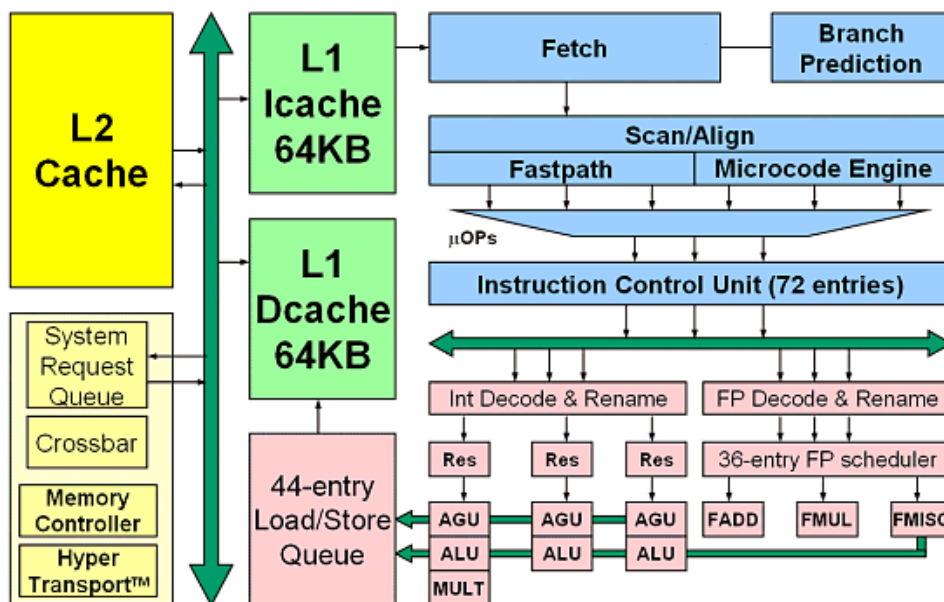 L2
Cache
System
Request
Queue
Crossbar
Memory
Controller
Hyper
Transport™
L1
Icache
64KB
L1
Dcache
64KB
44-entry
Load/Store
Queue
Fetch
Branch
Prediction
Scan/Align
Fastpath
Microcode Engine
µOPs
Instruction Control Unit (72 entries)
Int Decode & Rename
FP Decode & Rename
Res
Res
Res
36-entry FP scheduler
AGU
AGU
AGU
FADD
FMUL
FMISC
ALU
ALU
ALU
MULT